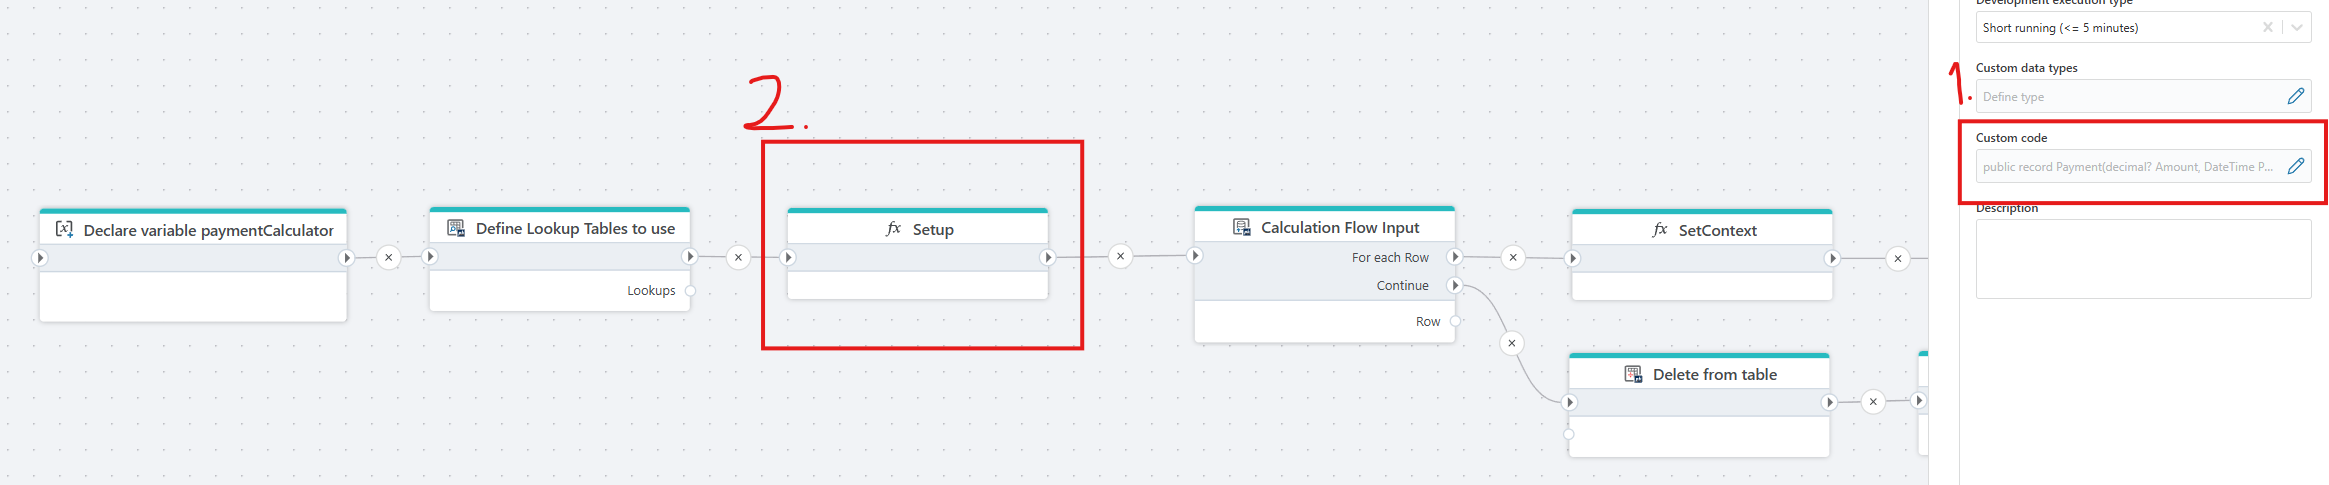 Development execution type
Short running (<= 5 minutes)
1.
Custom data types
Define type
Custom code
public record Payment(decimal? Amount, DateTime P...
Description
2.
Declare variable paymentCalculator
Define Lookup Tables to use
Lookups
fx Setup
Calculation Flow Input
For each Row
Continue
Row
fx SetContext
Delete from table